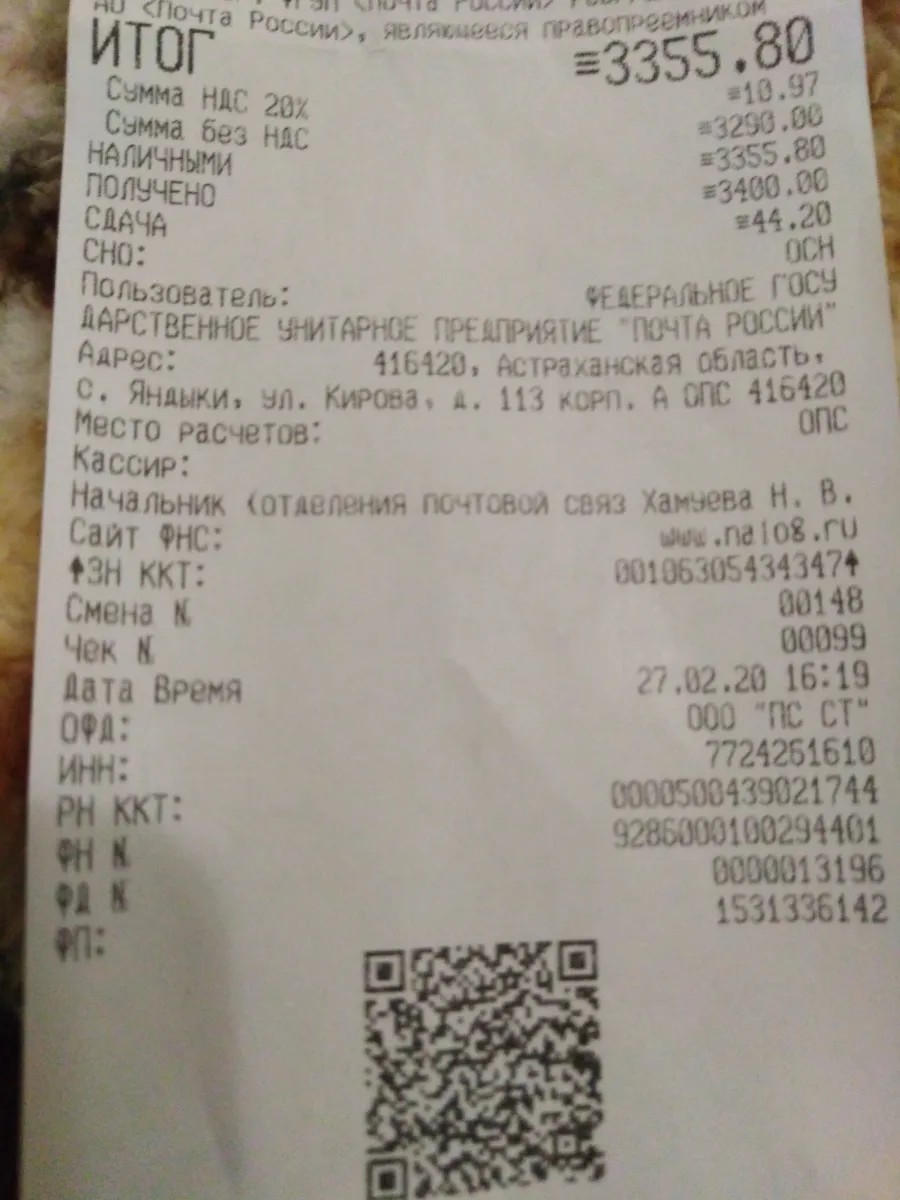 АО <Почта России>, являющееся правопреемником
ИТОГ ≡3355.80
Сумма НДС 20% ≡10.97
Сумма без НДС ≡3290.00
НАЛИЧНЫМИ ≡3355.80
ПОЛУЧЕНО ≡3400.00
СДАЧА ≡44.20
СНО: ОСН
Пользователь: ФЕДЕРАЛЬНОЕ ГОСУ
ДАРСТВЕННОЕ УНИТАРНОЕ ПРЕДПРИЯТИЕ "ПОЧТА РОССИИ"
Адрес: 416420, Астраханская область,
с. Яндыки, ул. Кирова, д. 113 корп. А ОПС 416420
Место расчетов: ОПС
Кассир:
Начальник (отделения почтовой связ Хамуева Н. В.
Сайт ФНС: www.nalog.ru
↑ЗН ККТ: 00106305434347↑
Смена № 00148
Чек № 00099
Дата Время 27.02.20 16:19
ОФД: ООО "ПС СТ"
ИНН: 7724261610
РН ККТ: 0000500439021744
ФН № 9286000100294401
ФД № 0000013196
ФП: 1531336142